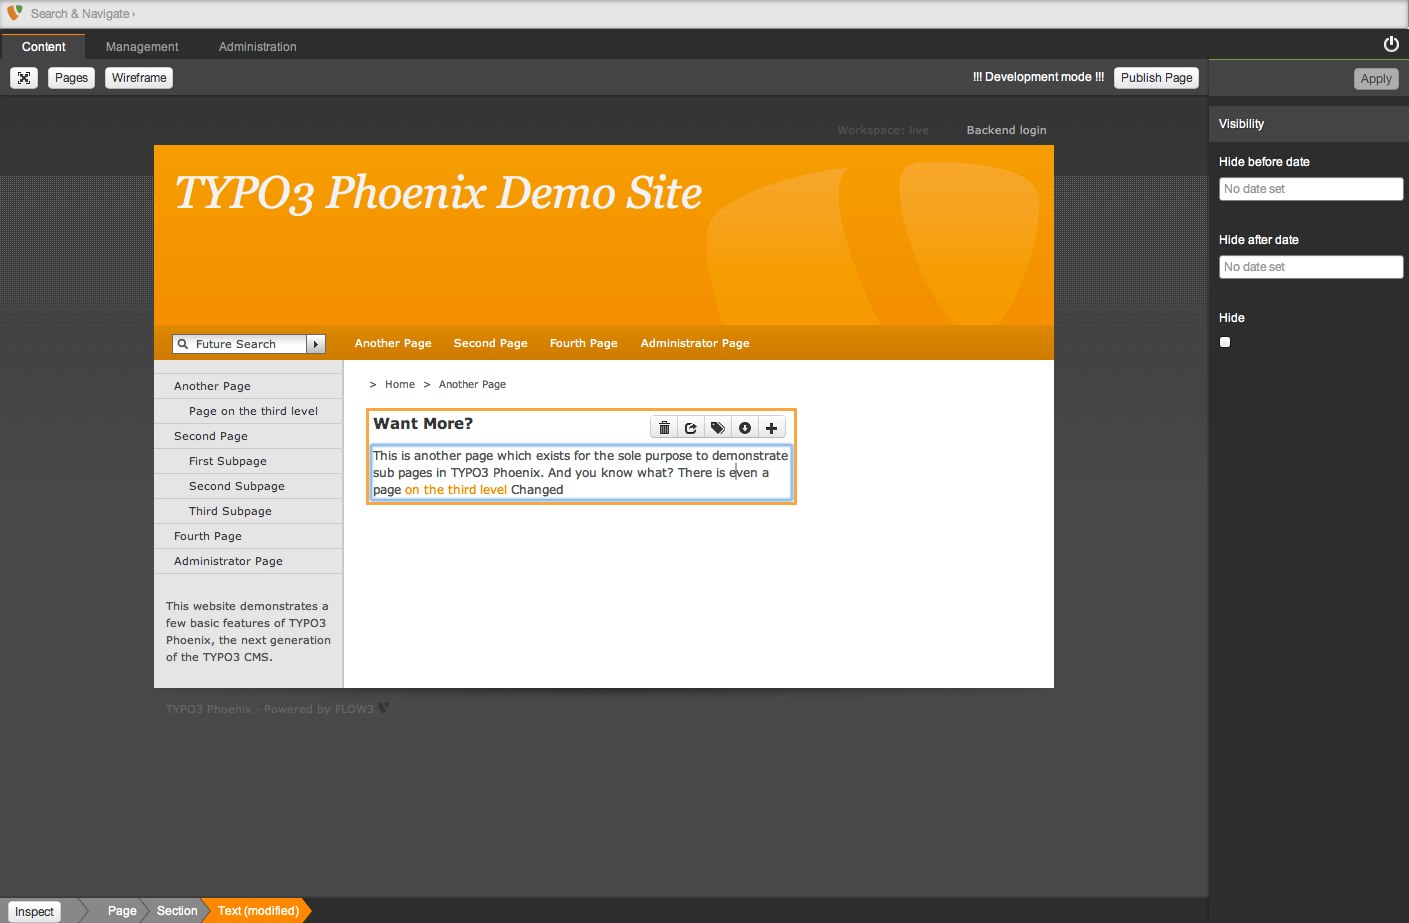 Search & Navigate ›
Content Management Administration
Pages Wireframe !!! Development mode !!! Publish Page Apply
Workspace: live Backend login
Visibility
Hide before date
No date set
Hide after date
No date set
Hide
TYPO3 Phoenix Demo Site
Future Search Another Page Second Page Fourth Page Administrator Page
Another Page
Page on the third level
Second Page
First Subpage
Second Subpage
Third Subpage
Fourth Page
Administrator Page
This website demonstrates a
few basic features of TYPO3
Phoenix, the next generation
of the TYPO3 CMS.
> Home > Another Page
Want More?
This is another page which exists for the sole purpose to demonstrate
sub pages in TYPO3 Phoenix. And you know what? There is even a
page on the third level Changed
TYPO3 Phoenix - Powered by FLOW3
Inspect Page Section Text (modified)